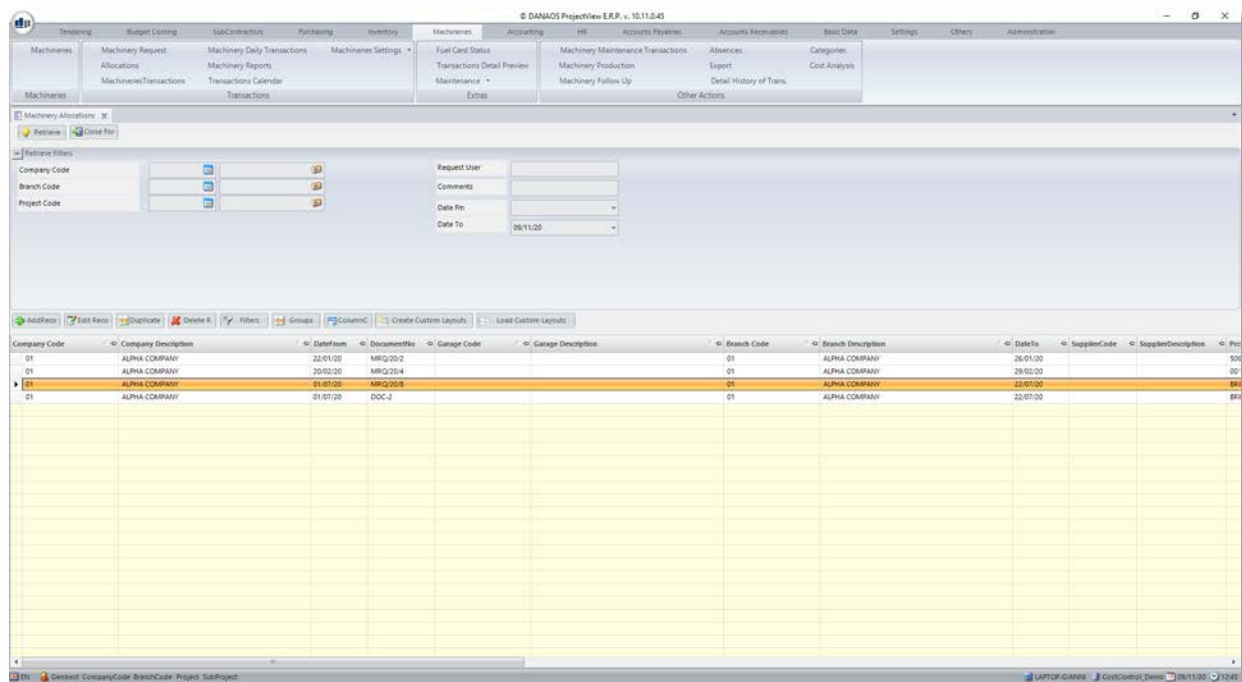 © DANAOS ProjectView E.R.P. v. 10.11.0.45
Tendering Budget Costing SubContractors Purchasing Inventory Machineries Accounting HR Accounts Payables Accounts Receivables Basic Data Settings Others Administration
Machineries Machinery Request Machinery Daily Transactions Machineries Settings Fuel Card Status Machinery Maintenance Transactions Absences Categories
Allocations Machinery Reports Transactions Detail Preview Machinery Production Export Cost Analysis
MachineriesTransactions Transactions Calendar Maintenance Machinery Follow Up Detail History of Trans.
Machineries Transactions Extras Other Actions
Machinery Allocations X
Retrieve Close For
Retrieve Filters
Company Code Request User
Branch Code Comments
Project Code Date Fm
Date To 09/11/20
AddReco Edit Reco Duplicate Delete R Filters Groups ColumnC Create Custom Layouts Load Custom Layouts
Company Code Company Description DateFrom DocumentNo Garage Code Garage Description Branch Code Branch Description DateTo SupplierCode SupplierDescription
01 ALPHA COMPANY 22/01/20 MRQ/20/2 01 ALPHA COMPANY 26/01/20
01 ALPHA COMPANY 20/02/20 MRQ/20/4 01 ALPHA COMPANY 29/02/20
01 ALPHA COMPANY 01/07/20 01 ALPHA COMPANY 22/07/20
01 ALPHA COMPANY 01/07/20 DOC-2 01 ALPHA COMPANY 22/07/20
EN Geobest CompanyCode BranchCode Project SubProject LAPTOP-GIANNI CostControl_Demo 09/11/20 12:45